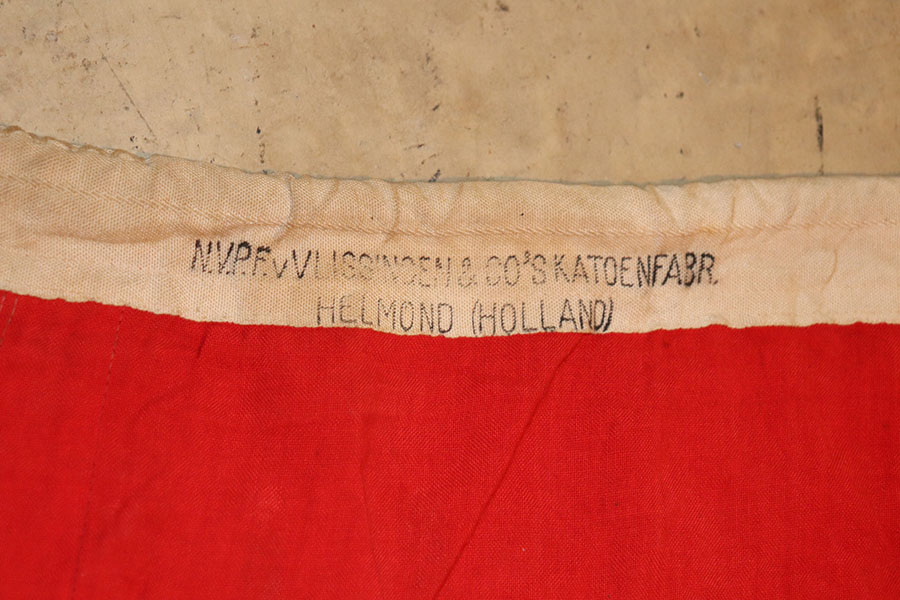 N.V.P.F.v VLISSINGEN & CO'S KATOENFABR.
HELMOND (HOLLAND)